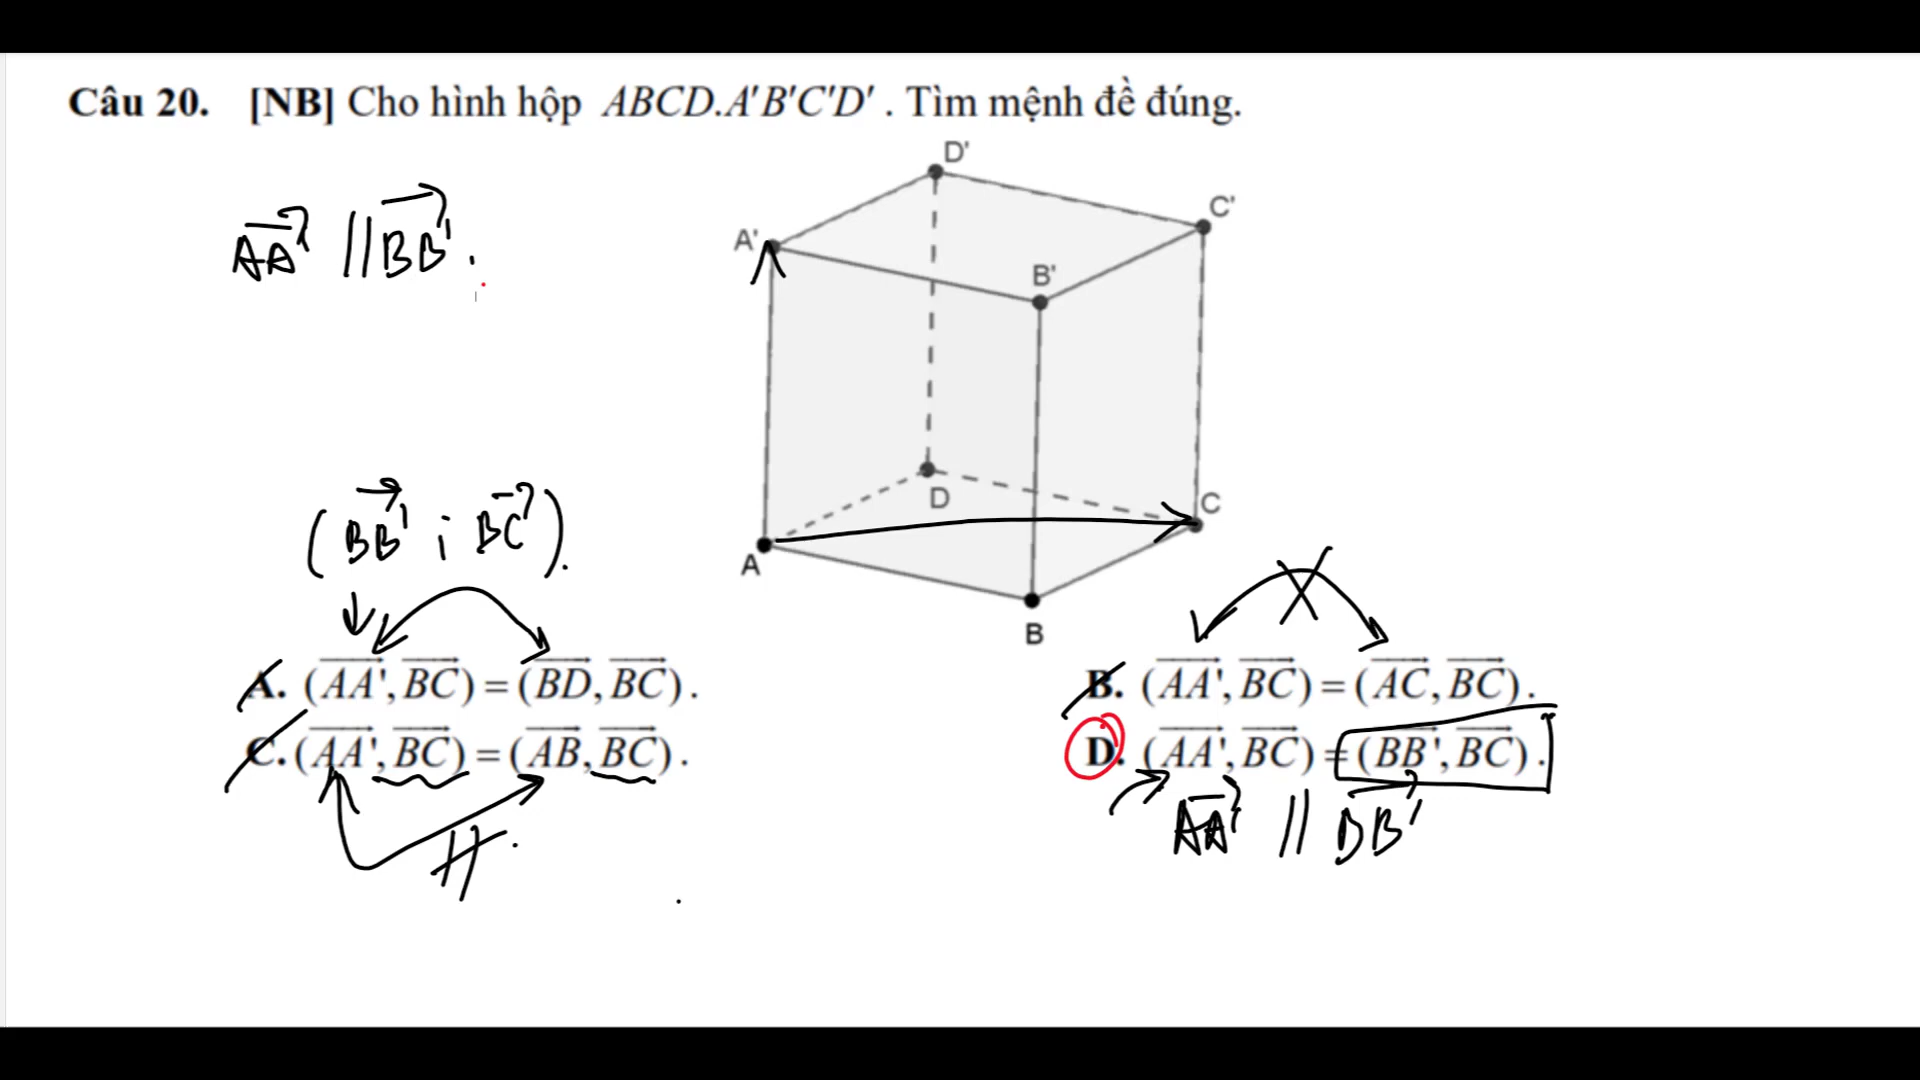 Câu 20. [NB] Cho hình hộp ABCD.A'B'C'D' . Tìm mệnh đề đúng.
AA' // BB' .
D'
C'
A'
B'
D
C
A
B
(BB' ; BC') .
A. (AA', BC) = (BD, BC) .
B. (AA', BC) = (AC, BC) .
C. (AA', BC) = (AB, BC) .
D. (AA', BC) = (BB', BC) .
//
AA' // BB'